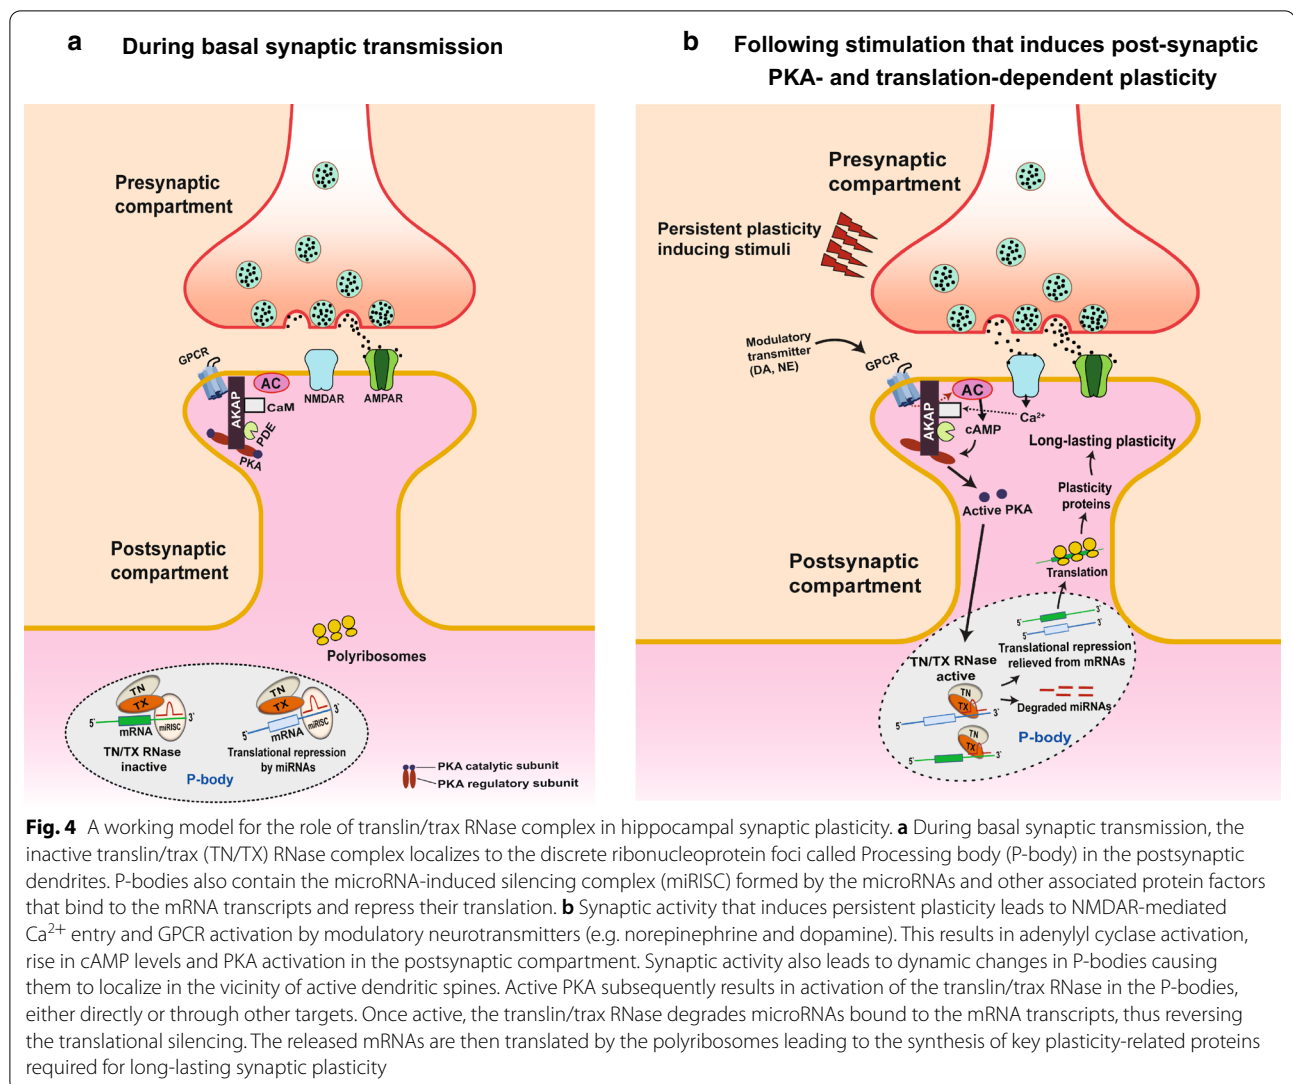 a During basal synaptic transmission
Presynaptic
compartment
GPCR
AC
AKAP
CaM
PDE
PKA
NMDAR
AMPAR
Postsynaptic
compartment
Polyribosomes
TN
TX
5'
3'
mRNA
miRISC
TN/TX RNase
inactive
TN
TX
5'
3'
mRNA
miRISC
Translational repression
by miRNAs
P-body
PKA catalytic subunit
PKA regulatory subunit
b Following stimulation that induces post-synaptic
PKA- and translation-dependent plasticity
Presynaptic
compartment
Persistent plasticity
inducing stimuli
Modulatory
transmitter
(DA, NE)
GPCR
AC
AKAP
cAMP
Ca2+
Long-lasting plasticity
Plasticity
proteins
Active PKA
Postsynaptic
compartment
Translation
5'
3'
5'
3'
Translational repression
relieved from mRNAs
TN/TX RNase
active
TN
TX
5'
3'
Degraded miRNAs
TN
TX
5'
3'
P-body
Fig. 4 A working model for the role of translin/trax RNase complex in hippocampal synaptic plasticity. a During basal synaptic transmission, the
inactive translin/trax (TN/TX) RNase complex localizes to the discrete ribonucleoprotein foci called Processing body (P-body) in the postsynaptic
dendrites. P-bodies also contain the microRNA-induced silencing complex (miRISC) formed by the microRNAs and other associated protein factors
that bind to the mRNA transcripts and repress their translation. b Synaptic activity that induces persistent plasticity leads to NMDAR-mediated
Ca2+ entry and GPCR activation by modulatory neurotransmitters (e.g. norepinephrine and dopamine). This results in adenylyl cyclase activation,
rise in cAMP levels and PKA activation in the postsynaptic compartment. Synaptic activity also leads to dynamic changes in P-bodies causing
them to localize in the vicinity of active dendritic spines. Active PKA subsequently results in activation of the translin/trax RNase in the P-bodies,
either directly or through other targets. Once active, the translin/trax RNase degrades microRNAs bound to the mRNA transcripts, thus reversing
the translational silencing. The released mRNAs are then translated by the polyribosomes leading to the synthesis of key plasticity-related proteins
required for long-lasting synaptic plasticity